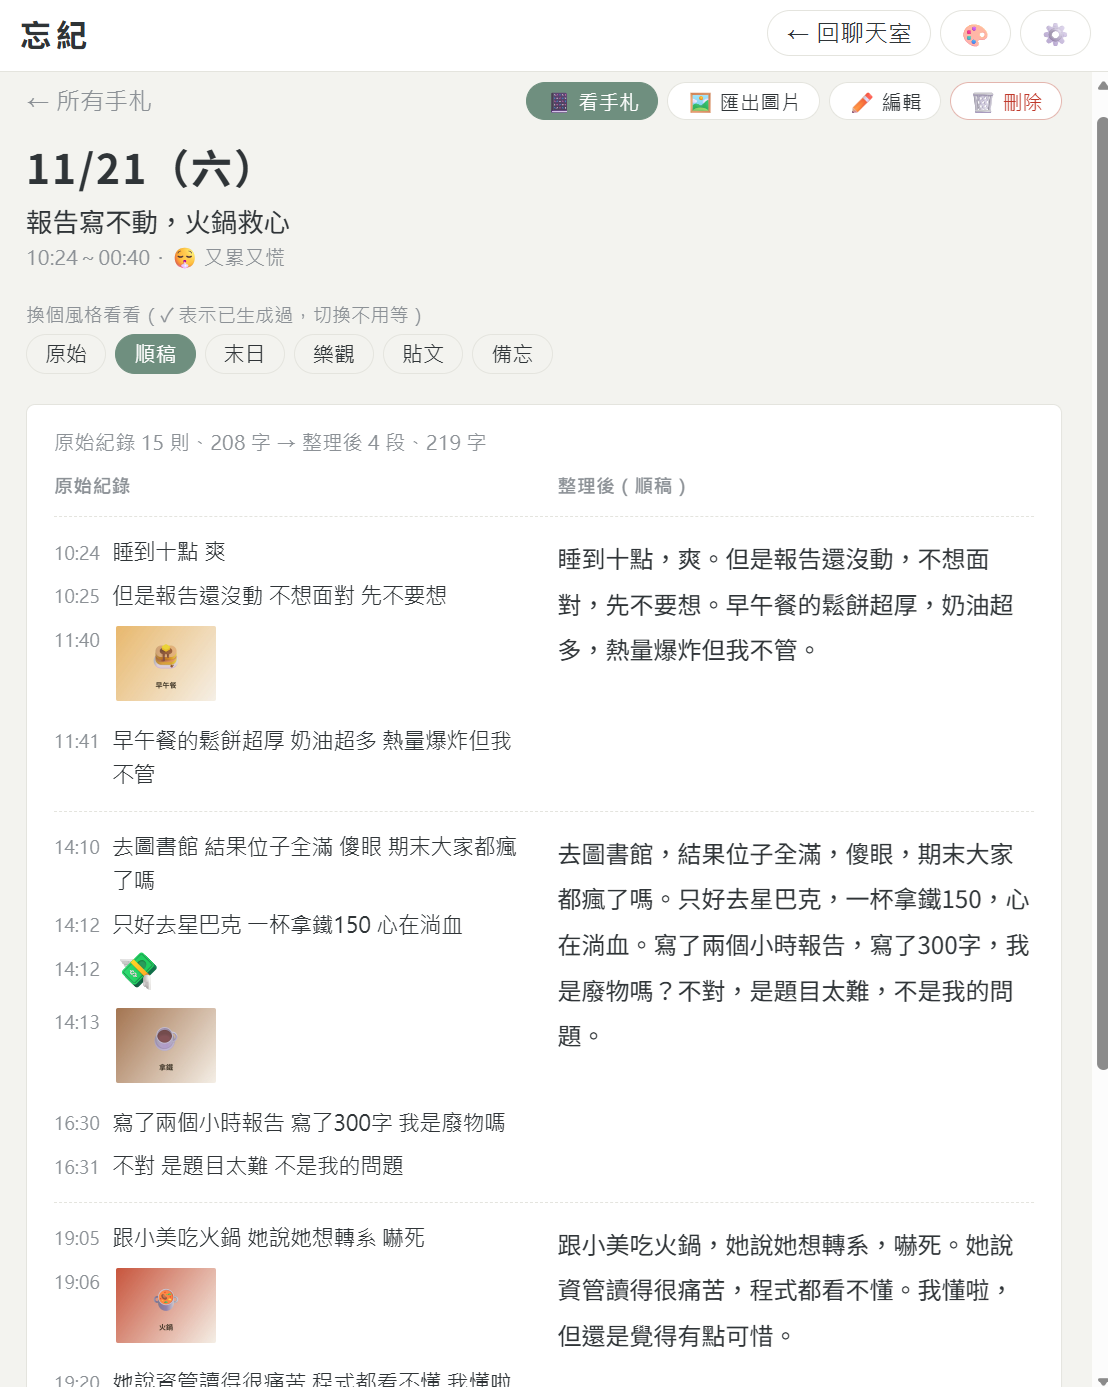 忘紀
← 回聊天室
← 所有手札
看手札
匯出圖片
編輯
刪除
11/21（六）
報告寫不動，火鍋救心
10:24～00:40 · 又累又慌
換個風格看看（✓ 表示已生成過，切換不用等）
原始
順稿
末日
樂觀
貼文
備忘
原始紀錄 15 則、208 字 → 整理後 4 段、219 字
原始紀錄
整理後（順稿）
10:24 睡到十點 爽
10:25 但是報告還沒動 不想面對 先不要想
11:40
早午餐
11:41 早午餐的鬆餅超厚 奶油超多 熱量爆炸但我
不管
睡到十點，爽。但是報告還沒動，不想面
對，先不要想。早午餐的鬆餅超厚，奶油超
多，熱量爆炸但我不管。
14:10 去圖書館 結果位子全滿 傻眼 期末大家都瘋
了嗎
14:12 只好去星巴克 一杯拿鐵150 心在淌血
14:12
14:13
拿鐵
16:30 寫了兩個小時報告 寫了300字 我是廢物嗎
16:31 不對 是題目太難 不是我的問題
去圖書館，結果位子全滿，傻眼，期末大家
都瘋了嗎。只好去星巴克，一杯拿鐵150，心
在淌血。寫了兩個小時報告，寫了300字，我
是廢物嗎？不對，是題目太難，不是我的問
題。
19:05 跟小美吃火鍋 她說她想轉系 嚇死
19:06
火鍋
19:20 她說資管讀得很痛苦 程式都看不懂 我懂啦
跟小美吃火鍋，她說她想轉系，嚇死。她說
資管讀得很痛苦，程式都看不懂。我懂啦，
但還是覺得有點可惜。